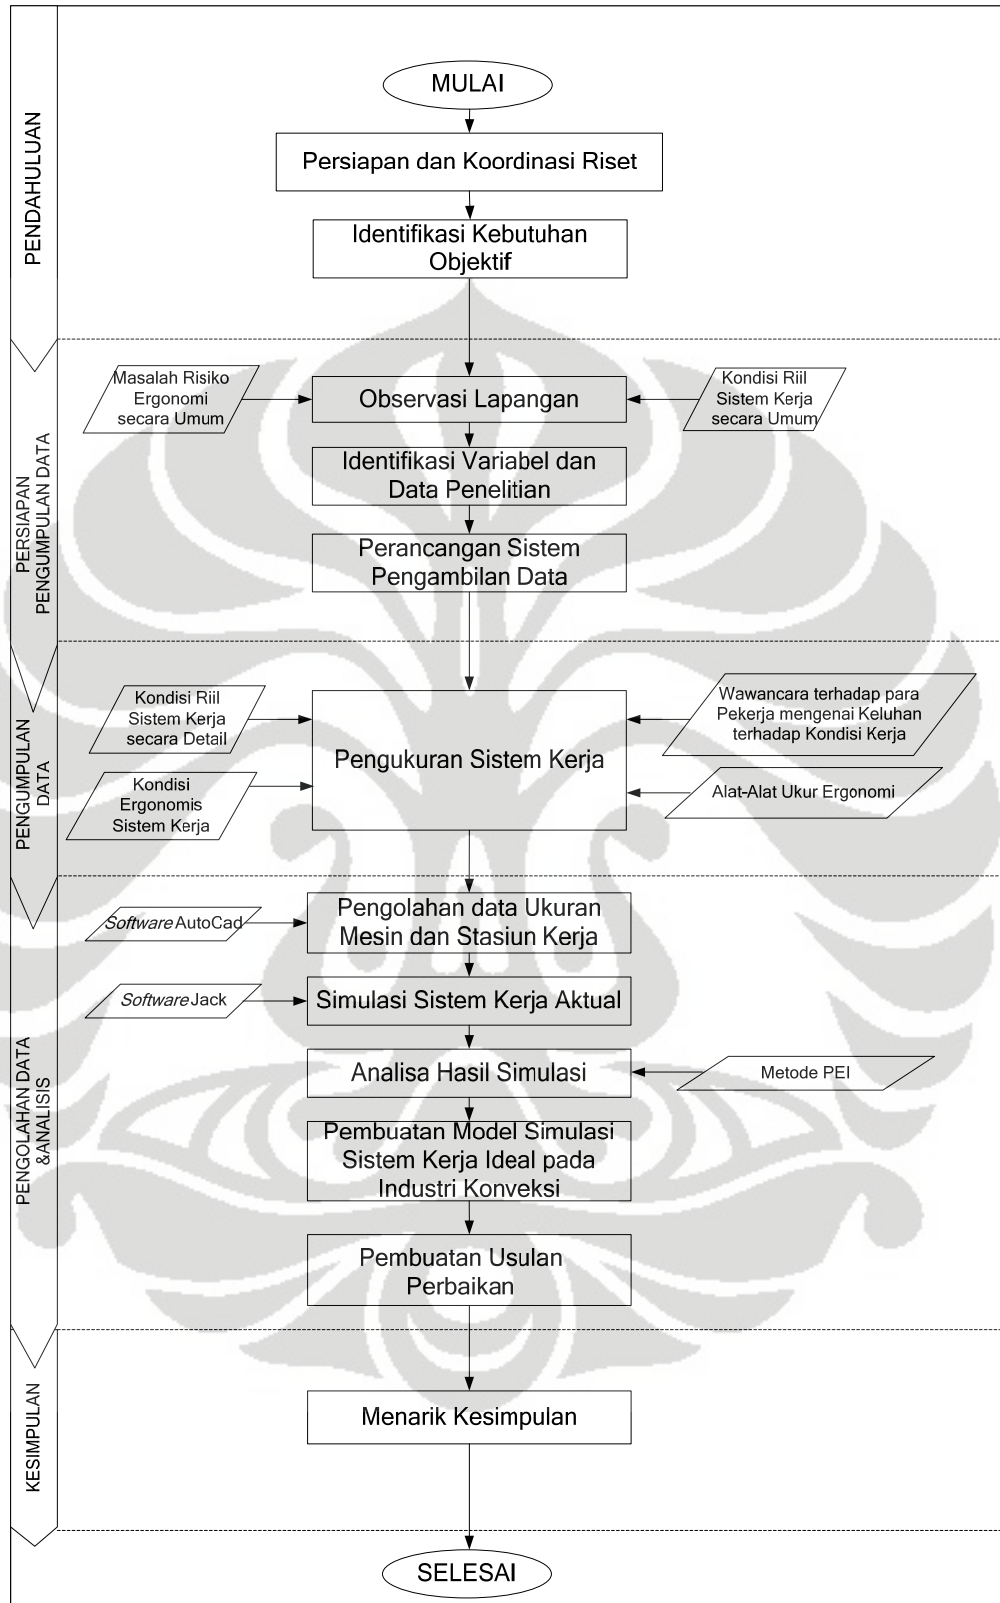 PENDAHULUAN
MULAI
Persiapan dan Koordinasi Riset
Identifikasi Kebutuhan
Objektif
PERSIAPAN
PENGUMPULAN DATA
Masalah Risiko
Ergonomi
secara Umum
Observasi Lapangan
Kondisi Riil
Sistem Kerja
secara Umum
Identifikasi Variabel dan
Data Penelitian
Perancangan Sistem
Pengambilan Data
PENGUMPULAN
DATA
Kondisi Riil
Sistem Kerja
secara Detail
Kondisi
Ergonomis
Sistem Kerja
Pengukuran Sistem Kerja
Wawancara terhadap para
Pekerja mengenai Keluhan
terhadap Kondisi Kerja
Alat-Alat Ukur Ergonomi
PENGOLAHAN DATA
&ANALISIS
Software AutoCad
Pengolahan data Ukuran
Mesin dan Stasiun Kerja
Software Jack
Simulasi Sistem Kerja Aktual
Analisa Hasil Simulasi
Metode PEI
Pembuatan Model Simulasi
Sistem Kerja Ideal pada
Industri Konveksi
Pembuatan Usulan
Perbaikan
KESIMPULAN
Menarik Kesimpulan
SELESAI